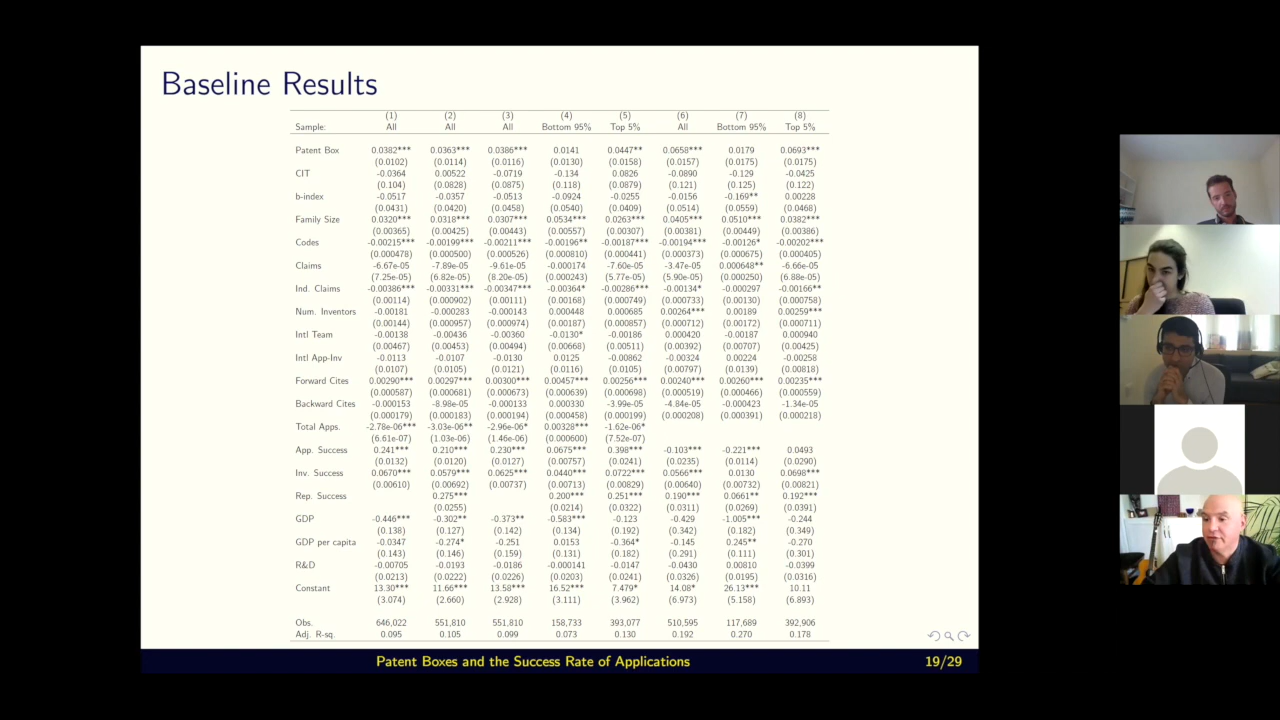 Baseline Results
(1) (2) (3) (4) (5) (6) (7) (8)
Sample: All All All Bottom 95% Top 5% All Bottom 95% Top 5%
Patent Box 0.0382*** 0.0363*** 0.0386*** 0.0141 0.0447** 0.0658*** 0.0179 0.0693***
(0.0102) (0.0114) (0.0116) (0.0130) (0.0158) (0.0157) (0.0175) (0.0175)
CIT -0.0364 0.00522 -0.0719 -0.134 0.0826 -0.0890 -0.129 -0.0425
(0.104) (0.0828) (0.0875) (0.118) (0.0879) (0.121) (0.125) (0.122)
b-index -0.0517 -0.0357 -0.0513 -0.0924 -0.0255 -0.0156 -0.169** 0.00228
(0.0431) (0.0420) (0.0458) (0.0540) (0.0409) (0.0514) (0.0559) (0.0468)
Family Size 0.0320*** 0.0318*** 0.0307*** 0.0534*** 0.0263*** 0.0405*** 0.0510*** 0.0382***
(0.00365) (0.00425) (0.00443) (0.00557) (0.00307) (0.00381) (0.00449) (0.00386)
Codes -0.00215*** -0.00199*** -0.00211*** -0.00196** -0.00187*** -0.00194*** -0.00126* -0.00202***
(0.000478) (0.000500) (0.000526) (0.000810) (0.000441) (0.000373) (0.000675) (0.000405)
Claims -6.67e-05 -7.89e-05 -9.61e-05 -0.000174 -7.60e-05 -3.47e-05 0.000648** -6.66e-05
(7.25e-05) (6.82e-05) (8.20e-05) (0.000243) (5.77e-05) (5.90e-05) (0.000250) (6.88e-05)
Ind. Claims -0.00386*** -0.00331*** -0.00347*** -0.00364* -0.00286*** -0.00134* -0.000297 -0.00166**
(0.00114) (0.000902) (0.00111) (0.00168) (0.000749) (0.000733) (0.00130) (0.000758)
Num. Inventors -0.00181 -0.000283 -0.000143 0.000448 0.000685 0.00264*** 0.00189 0.00259***
(0.00144) (0.000957) (0.000974) (0.00187) (0.000857) (0.000712) (0.00172) (0.000711)
Intl Team -0.00138 -0.00436 -0.00360 -0.0130* -0.00186 0.000420 -0.00187 0.000940
(0.00467) (0.00453) (0.00494) (0.00668) (0.00511) (0.00392) (0.00707) (0.00425)
Intl App-Inv -0.0113 -0.0107 -0.0130 0.0125 -0.00862 -0.00324 0.00224 -0.00258
(0.0107) (0.0105) (0.0121) (0.0116) (0.0105) (0.00797) (0.0139) (0.00818)
Forward Cites 0.00290*** 0.00297*** 0.00300*** 0.00457*** 0.00256*** 0.00240*** 0.00260*** 0.00235***
(0.000587) (0.000681) (0.000673) (0.000639) (0.000698) (0.000519) (0.000466) (0.000559)
Backward Cites -0.000153 -8.98e-05 -0.000133 0.000330 -3.99e-05 -4.84e-05 -0.000423 -1.34e-05
(0.000179) (0.000183) (0.000194) (0.000458) (0.000199) (0.000208) (0.000391) (0.000218)
Total Apps. -2.78e-06*** -3.03e-06** -2.96e-06* 0.00328*** -1.62e-06*
(6.61e-07) (1.03e-06) (1.46e-06) (0.000600) (7.52e-07)
App. Success 0.241*** 0.210*** 0.230*** 0.0675*** 0.398*** -0.103*** -0.221*** 0.0493
(0.0132) (0.0120) (0.0127) (0.00757) (0.0241) (0.0235) (0.0114) (0.0290)
Inv. Success 0.0670*** 0.0579*** 0.0625*** 0.0440*** 0.0722*** 0.0566*** 0.0130 0.0698***
(0.00610) (0.00692) (0.00737) (0.00713) (0.00829) (0.00640) (0.00732) (0.00821)
Rep. Success 0.275*** 0.200*** 0.251*** 0.190*** 0.0661** 0.192***
(0.0255) (0.0214) (0.0322) (0.0311) (0.0269) (0.0391)
GDP -0.446*** -0.302** -0.373** -0.583*** -0.123 -0.429 -1.005*** -0.244
(0.138) (0.127) (0.142) (0.134) (0.192) (0.342) (0.182) (0.349)
GDP per capita -0.0347 -0.274* -0.251 0.0153 -0.364* -0.145 0.245** -0.270
(0.143) (0.146) (0.159) (0.131) (0.182) (0.291) (0.111) (0.301)
R&D -0.00705 -0.0193 -0.0186 -0.000141 -0.0147 -0.0430 0.00810 -0.0399
(0.0213) (0.0222) (0.0226) (0.0203) (0.0241) (0.0326) (0.0195) (0.0316)
Constant 13.30*** 11.66*** 13.58*** 16.52*** 7.479* 14.08* 26.13*** 10.11
(3.074) (2.660) (2.928) (3.111) (3.962) (6.973) (5.158) (6.893)
Obs. 646,022 551,810 551,810 158,733 393,077 510,595 117,689 392,906
Adj. R-sq. 0.095 0.105 0.099 0.073 0.130 0.192 0.270 0.178
Patent Boxes and the Success Rate of Applications 19/29